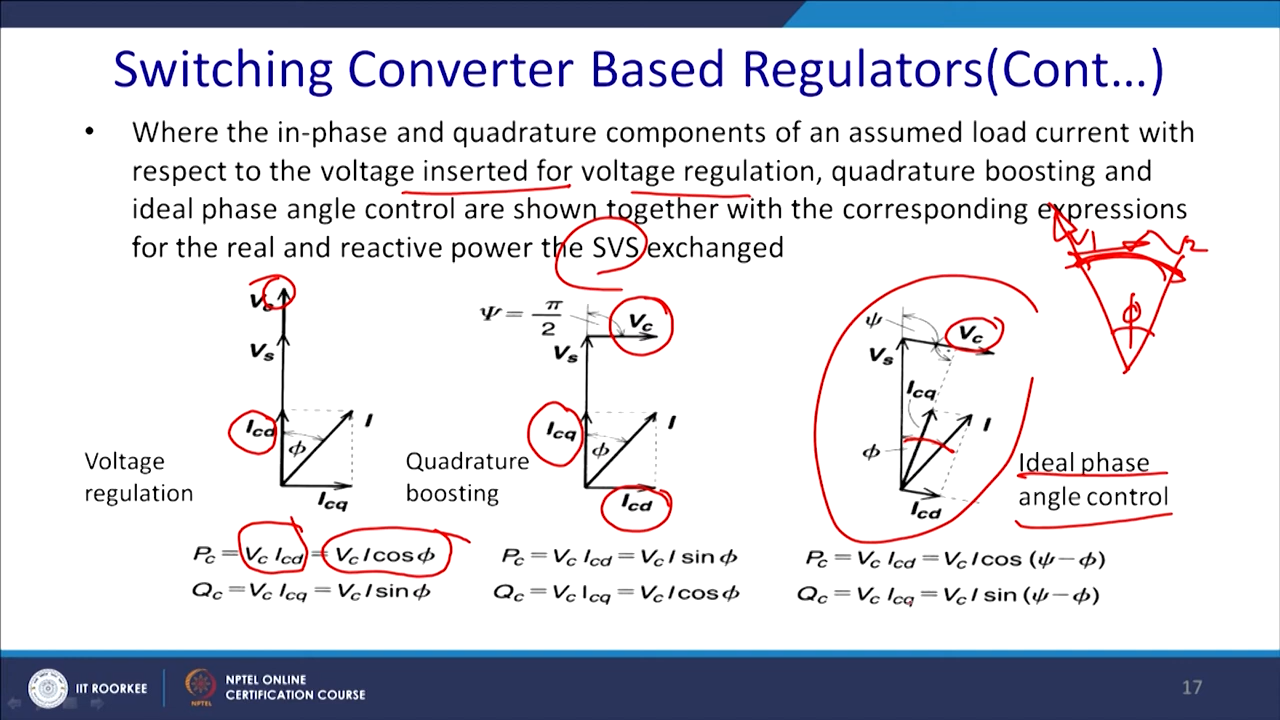 Switching Converter Based Regulators(Cont...)
• Where the in-phase and quadrature components of an assumed load current with
respect to the voltage inserted for voltage regulation, quadrature boosting and
ideal phase angle control are shown together with the corresponding expressions
for the real and reactive power the SVS exchanged
V1
V2
ϕ
Vc
Vs
Icd
ϕ
I
Icq
Voltage
regulation
Pc = Vc Icd = Vc I cos ϕ
Qc = Vc Icq = Vc I sin ϕ
Ψ = π/2
Vc
Vs
Icq
ϕ
I
Icd
Quadrature
boosting
Pc = Vc Icd = Vc I sin ϕ
Qc = Vc Icq = Vc I cos ϕ
ψ
Vc
Vs
Icq
I
ϕ
Icd
Ideal phase
angle control
Pc = Vc Icd = Vc I cos (ψ − ϕ)
Qc = Vc Icq = Vc I sin (ψ − ϕ)
IIT ROORKEE
NPTEL ONLINE
CERTIFICATION COURSE
NPTEL
17